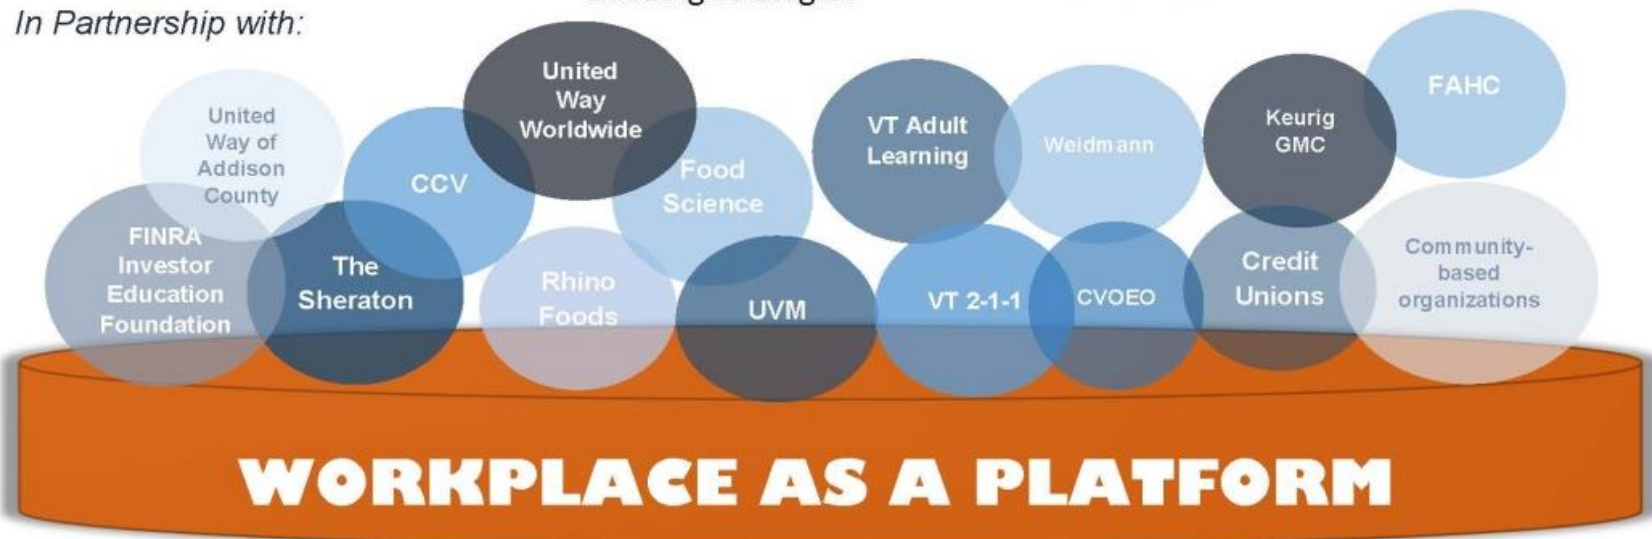 In Partnership with:
United
Way
Worldwide
FAHC
United
Way of
Addison
County
VT Adult
Learning
Weidmann
Keurig
GMC
CCV
Food
Science
FINRA
Investor
Education
Foundation
The
Sheraton
Rhino
Foods
UVM
VT 2-1-1
CVOEO
Credit
Unions
Community-
based
organizations
WORKPLACE AS A PLATFORM